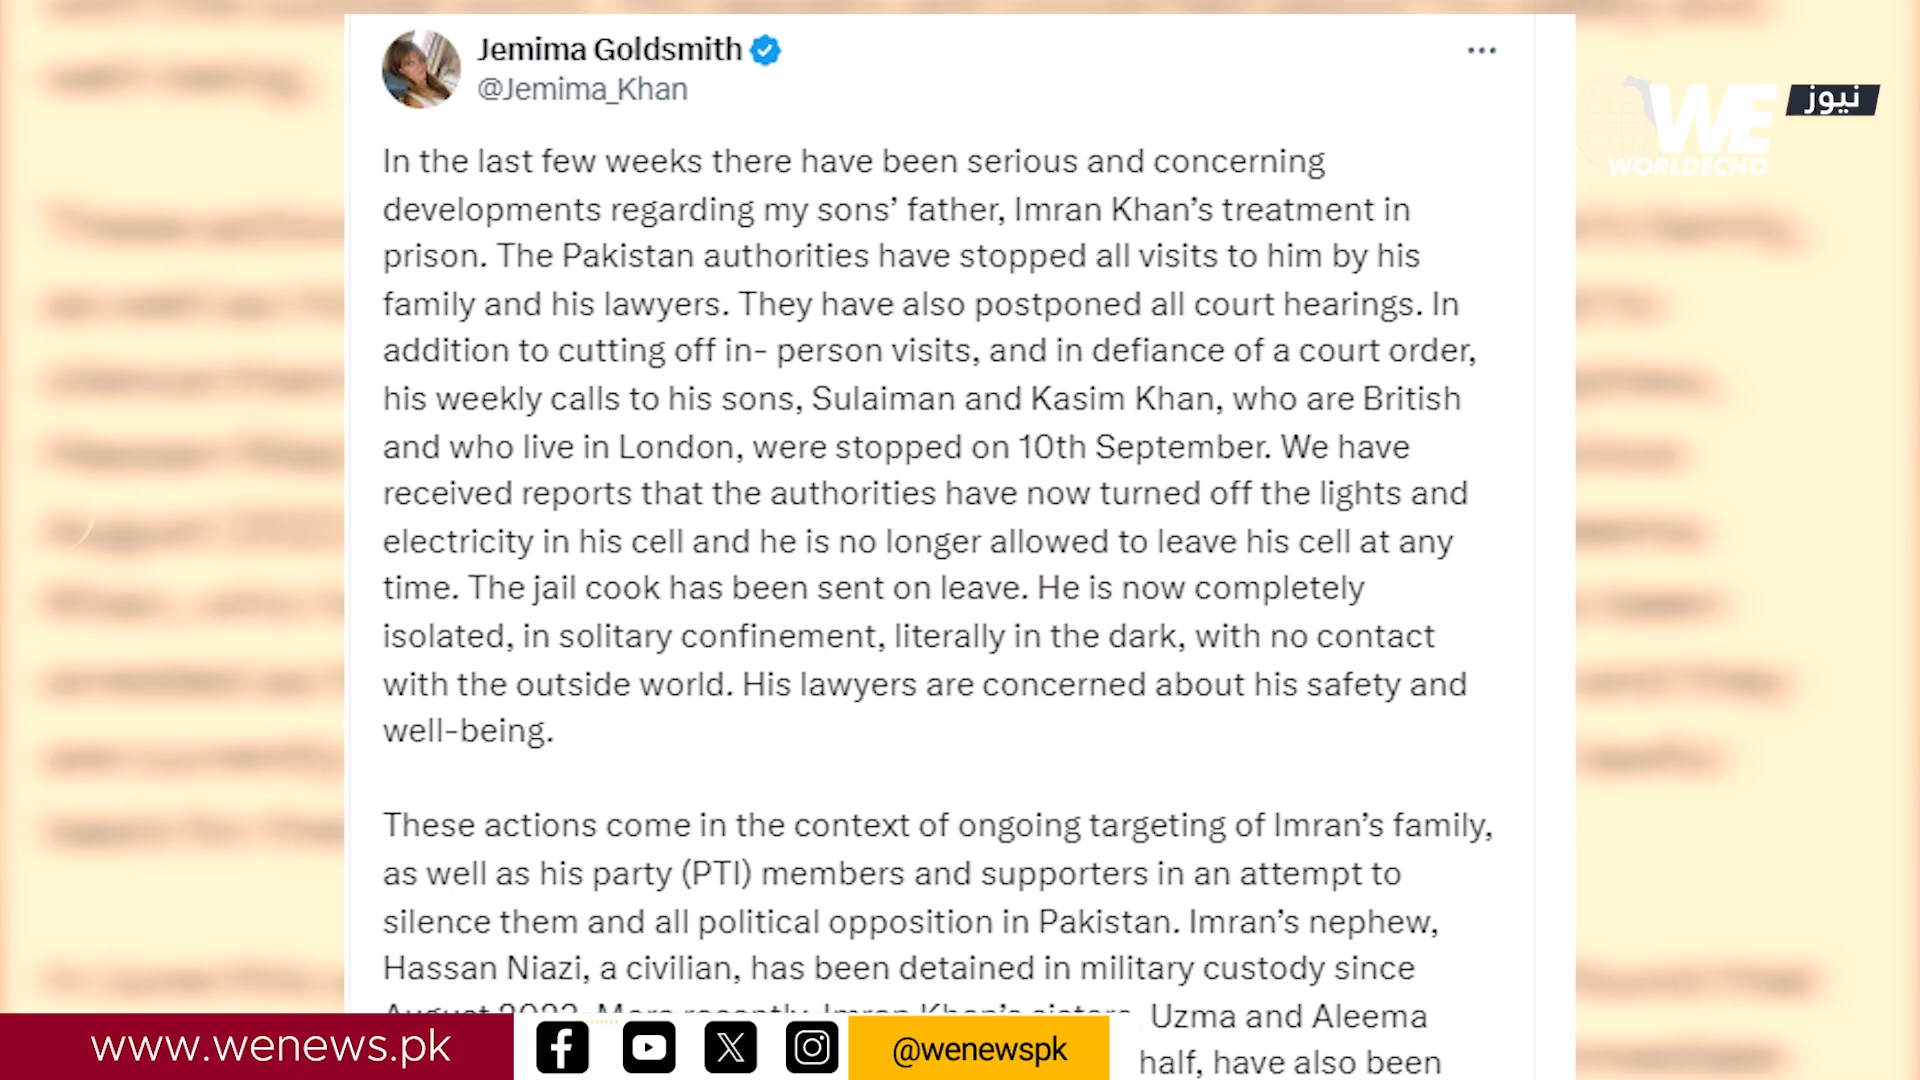 Jemima Goldsmith
@Jemima_Khan
WE نیوز
WORLDECHO
In the last few weeks there have been serious and concerning
developments regarding my sons’ father, Imran Khan’s treatment in
prison. The Pakistan authorities have stopped all visits to him by his
family and his lawyers. They have also postponed all court hearings. In
addition to cutting off in- person visits, and in defiance of a court order,
his weekly calls to his sons, Sulaiman and Kasim Khan, who are British
and who live in London, were stopped on 10th September. We have
received reports that the authorities have now turned off the lights and
electricity in his cell and he is no longer allowed to leave his cell at any
time. The jail cook has been sent on leave. He is now completely
isolated, in solitary confinement, literally in the dark, with no contact
with the outside world. His lawyers are concerned about his safety and
well-being.
These actions come in the context of ongoing targeting of Imran’s family,
as well as his party (PTI) members and supporters in an attempt to
silence them and all political opposition in Pakistan. Imran’s nephew,
Hassan Niazi, a civilian, has been detained in military custody since
August 2023. More recently, Imran Khan’s sisters, Uzma and Aleema
half, have also been
www.wenews.pk
@wenewspk